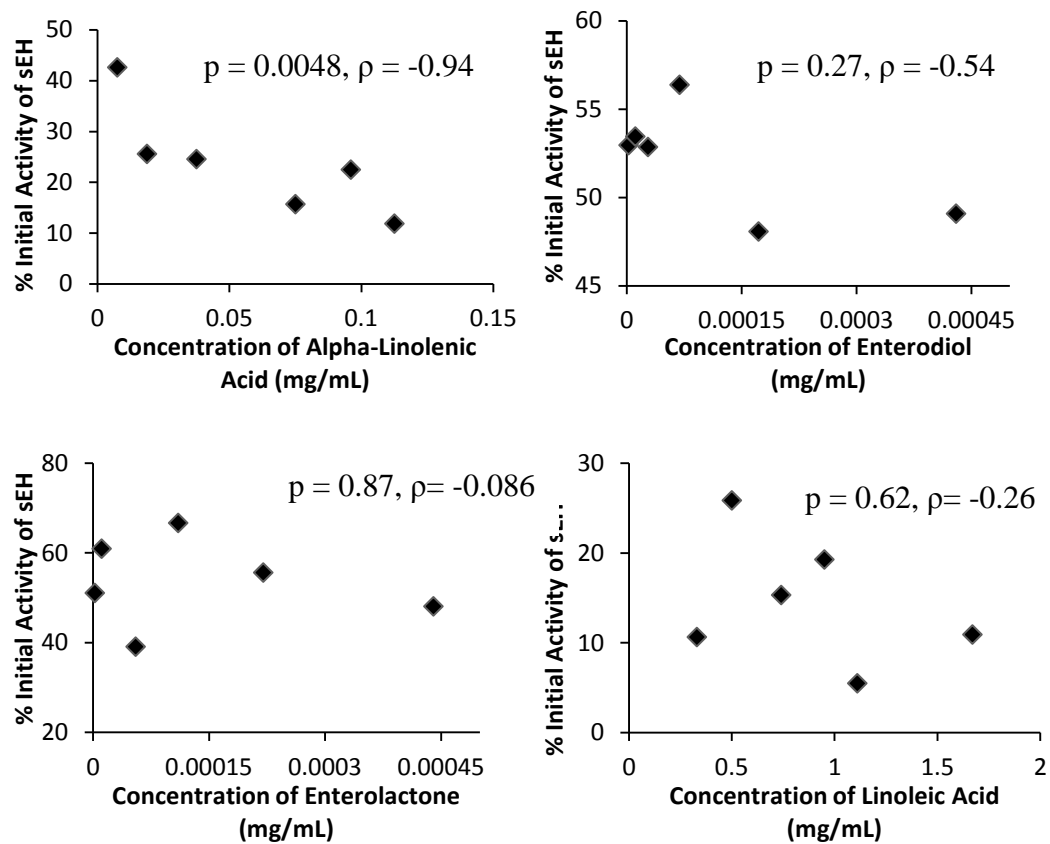 % Initial Activity of sEH
50
40
30
20
10
0
p = 0.0048, ρ = -0.94
0 0.05 0.1 0.15
Concentration of Alpha-Linolenic
Acid (mg/mL)
% Initial Activity of sEH
60
55
50
45
p = 0.27, ρ = -0.54
0 0.00015 0.0003 0.00045
Concentration of Enterodiol
(mg/mL)
% Initial Activity of sEH
80
60
40
20
p = 0.87, ρ= -0.086
0 0.00015 0.0003 0.00045
Concentration of Enterolactone
(mg/mL)
% Initial Activity of
30
20
10
0
p = 0.62, ρ= -0.26
0 0.5 1 1.5 2
Concentration of Linoleic Acid
(mg/mL)